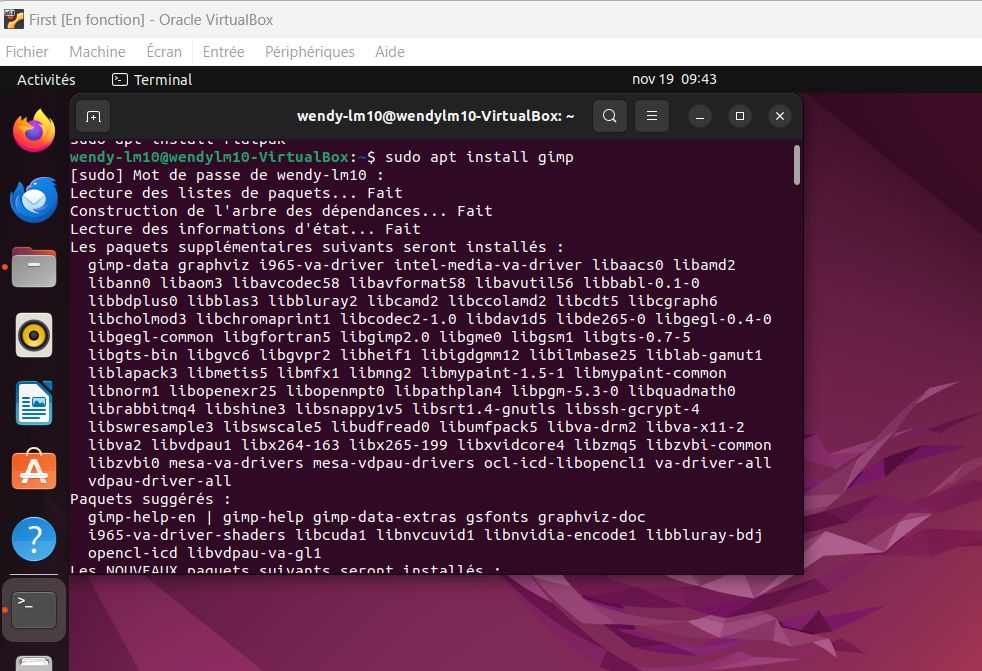 First [En fonction] - Oracle VirtualBox
Fichier Machine Écran Entrée Périphériques Aide
Activités Terminal nov 19 09:43
wendy-lm10@wendylm10-VirtualBox: ~
sudo apt install flatpak
wendy-lm10@wendylm10-VirtualBox:~$ sudo apt install gimp
[sudo] Mot de passe de wendy-lm10 :
Lecture des listes de paquets... Fait
Construction de l'arbre des dépendances... Fait
Lecture des informations d'état... Fait
Les paquets supplémentaires suivants seront installés :
gimp-data graphviz i965-va-driver intel-media-va-driver libaacs0 libamd2
libann0 libaom3 libavcodec58 libavformat58 libavutil56 libbabl-0.1-0
libbdplus0 libblas3 libbluray2 libcamd2 libccolamd2 libcdt5 libcgraph6
libcholmod3 libchromaprint1 libcodec2-1.0 libdav1d5 libde265-0 libgegl-0.4-0
libgegl-common libgfortran5 libgimp2.0 libgme0 libgsm1 libgts-0.7-5
libgts-bin libgvc6 libgvpr2 libheif1 libigdgmm12 libilmbase25 liblab-gamut1
liblapack3 libmetis5 libmfx1 libmng2 libmypaint-1.5-1 libmypaint-common
libnorm1 libopenexr25 libopenmpt0 libpathplan4 libpgm-5.3-0 libquadmath0
librabbitmq4 libshine3 libsnappy1v5 libsrt1.4-gnutls libssh-gcrypt-4
libswresample3 libswscale5 libudfread0 libumfpack5 libva-drm2 libva-x11-2
libva2 libvdpau1 libx264-163 libx265-199 libxvidcore4 libzmq5 libzvbi-common
libzvbi0 mesa-va-drivers mesa-vdpau-drivers ocl-icd-libopencl1 va-driver-all
vdpau-driver-all
Paquets suggérés :
gimp-help-en | gimp-help gimp-data-extras gsfonts graphviz-doc
i965-va-driver-shaders libcuda1 libnvcuvid1 libnvidia-encode1 libbluray-bdj
opencl-icd libvdpau-va-gl1
Les NOUVEAUX paquets suivants seront installés :